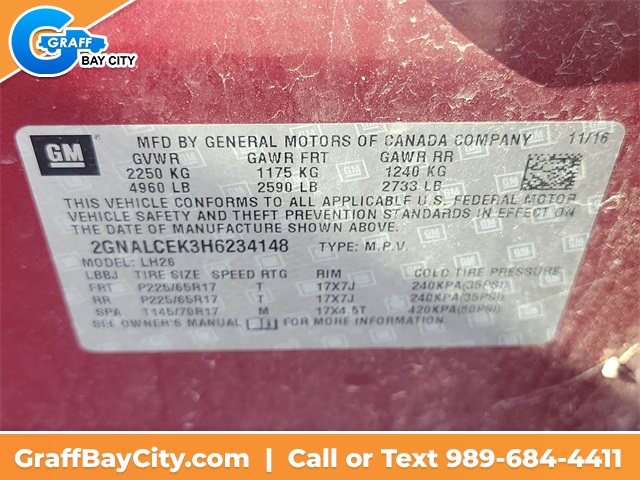 GRAFF
BAY CITY
GM
MFD BY GENERAL MOTORS OF CANADA COMPANY 11/16
GVWR GAWR FRT GAWR RR
2250 KG 1175 KG 1240 KG
4960 LB 2590 LB 2733 LB
THIS VEHICLE CONFORMS TO ALL APPLICABLE U.S. FEDERAL MOTOR
VEHICLE SAFETY AND THEFT PREVENTION STANDARDS IN EFFECT ON
THE DATE OF MANUFACTURE SHOWN ABOVE.
2GNALCEK3H6234148 TYPE: M.P.V.
MODEL: LH26
LBBJ TIRE SIZE SPEED RTG RIM COLD TIRE PRESSURE
FRT P225/65R17 T 17X7J 240KPA(35PSI)
RR P225/65R17 T 17X7J 240KPA(35PSI)
SPA T145/70R17 M 17X4.5T 420KPA(60PSI)
SEE OWNER'S MANUAL FOR MORE INFORMATION
GraffBayCity.com | Call or Text 989-684-4411